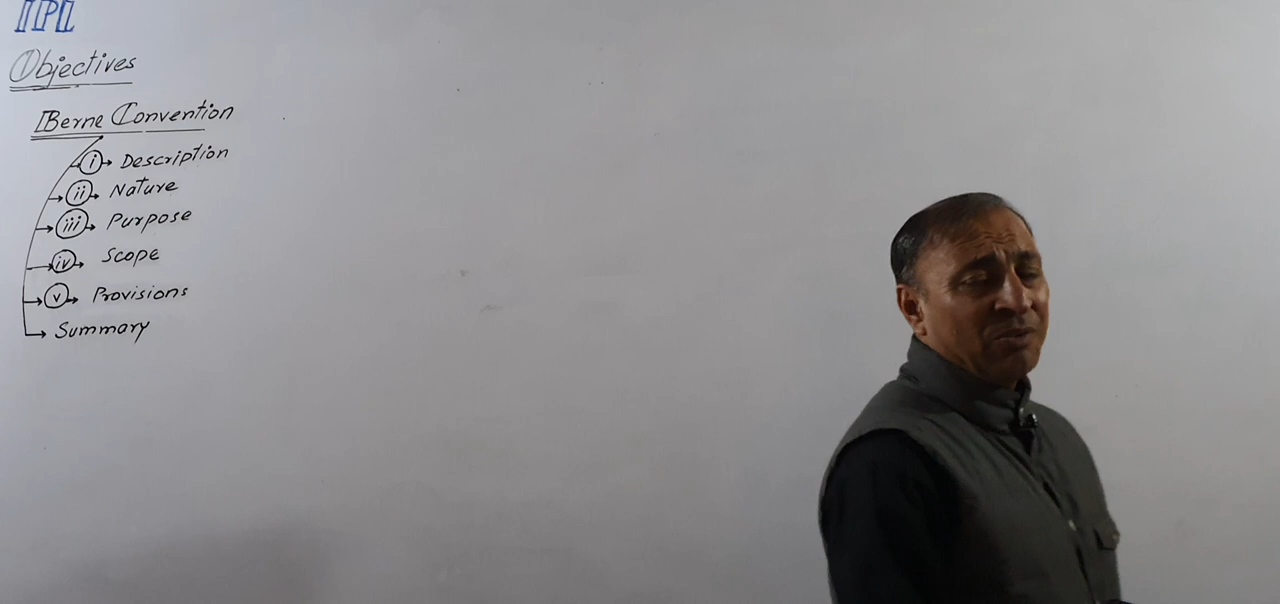 IPL
Objectives
Berne Convention
i Description
ii Nature
iii Purpose
iv Scope
v Provisions
Summary